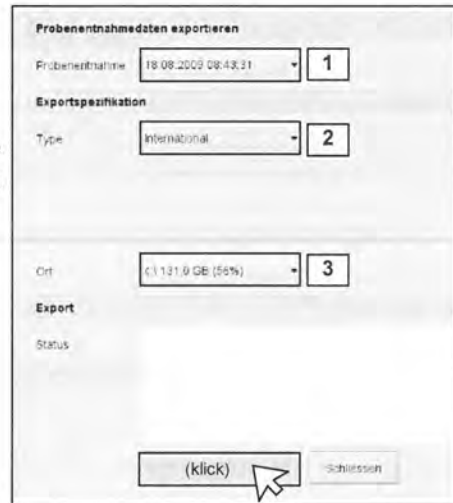 Probenentnahmedaten exportieren
Probenentnahme 18.08.2009 08:43:31 1
Exportspezifikation
Type International 2
Ort c:\ 131,9 GB (56%) 3
Export
Status
(klick) Schliessen